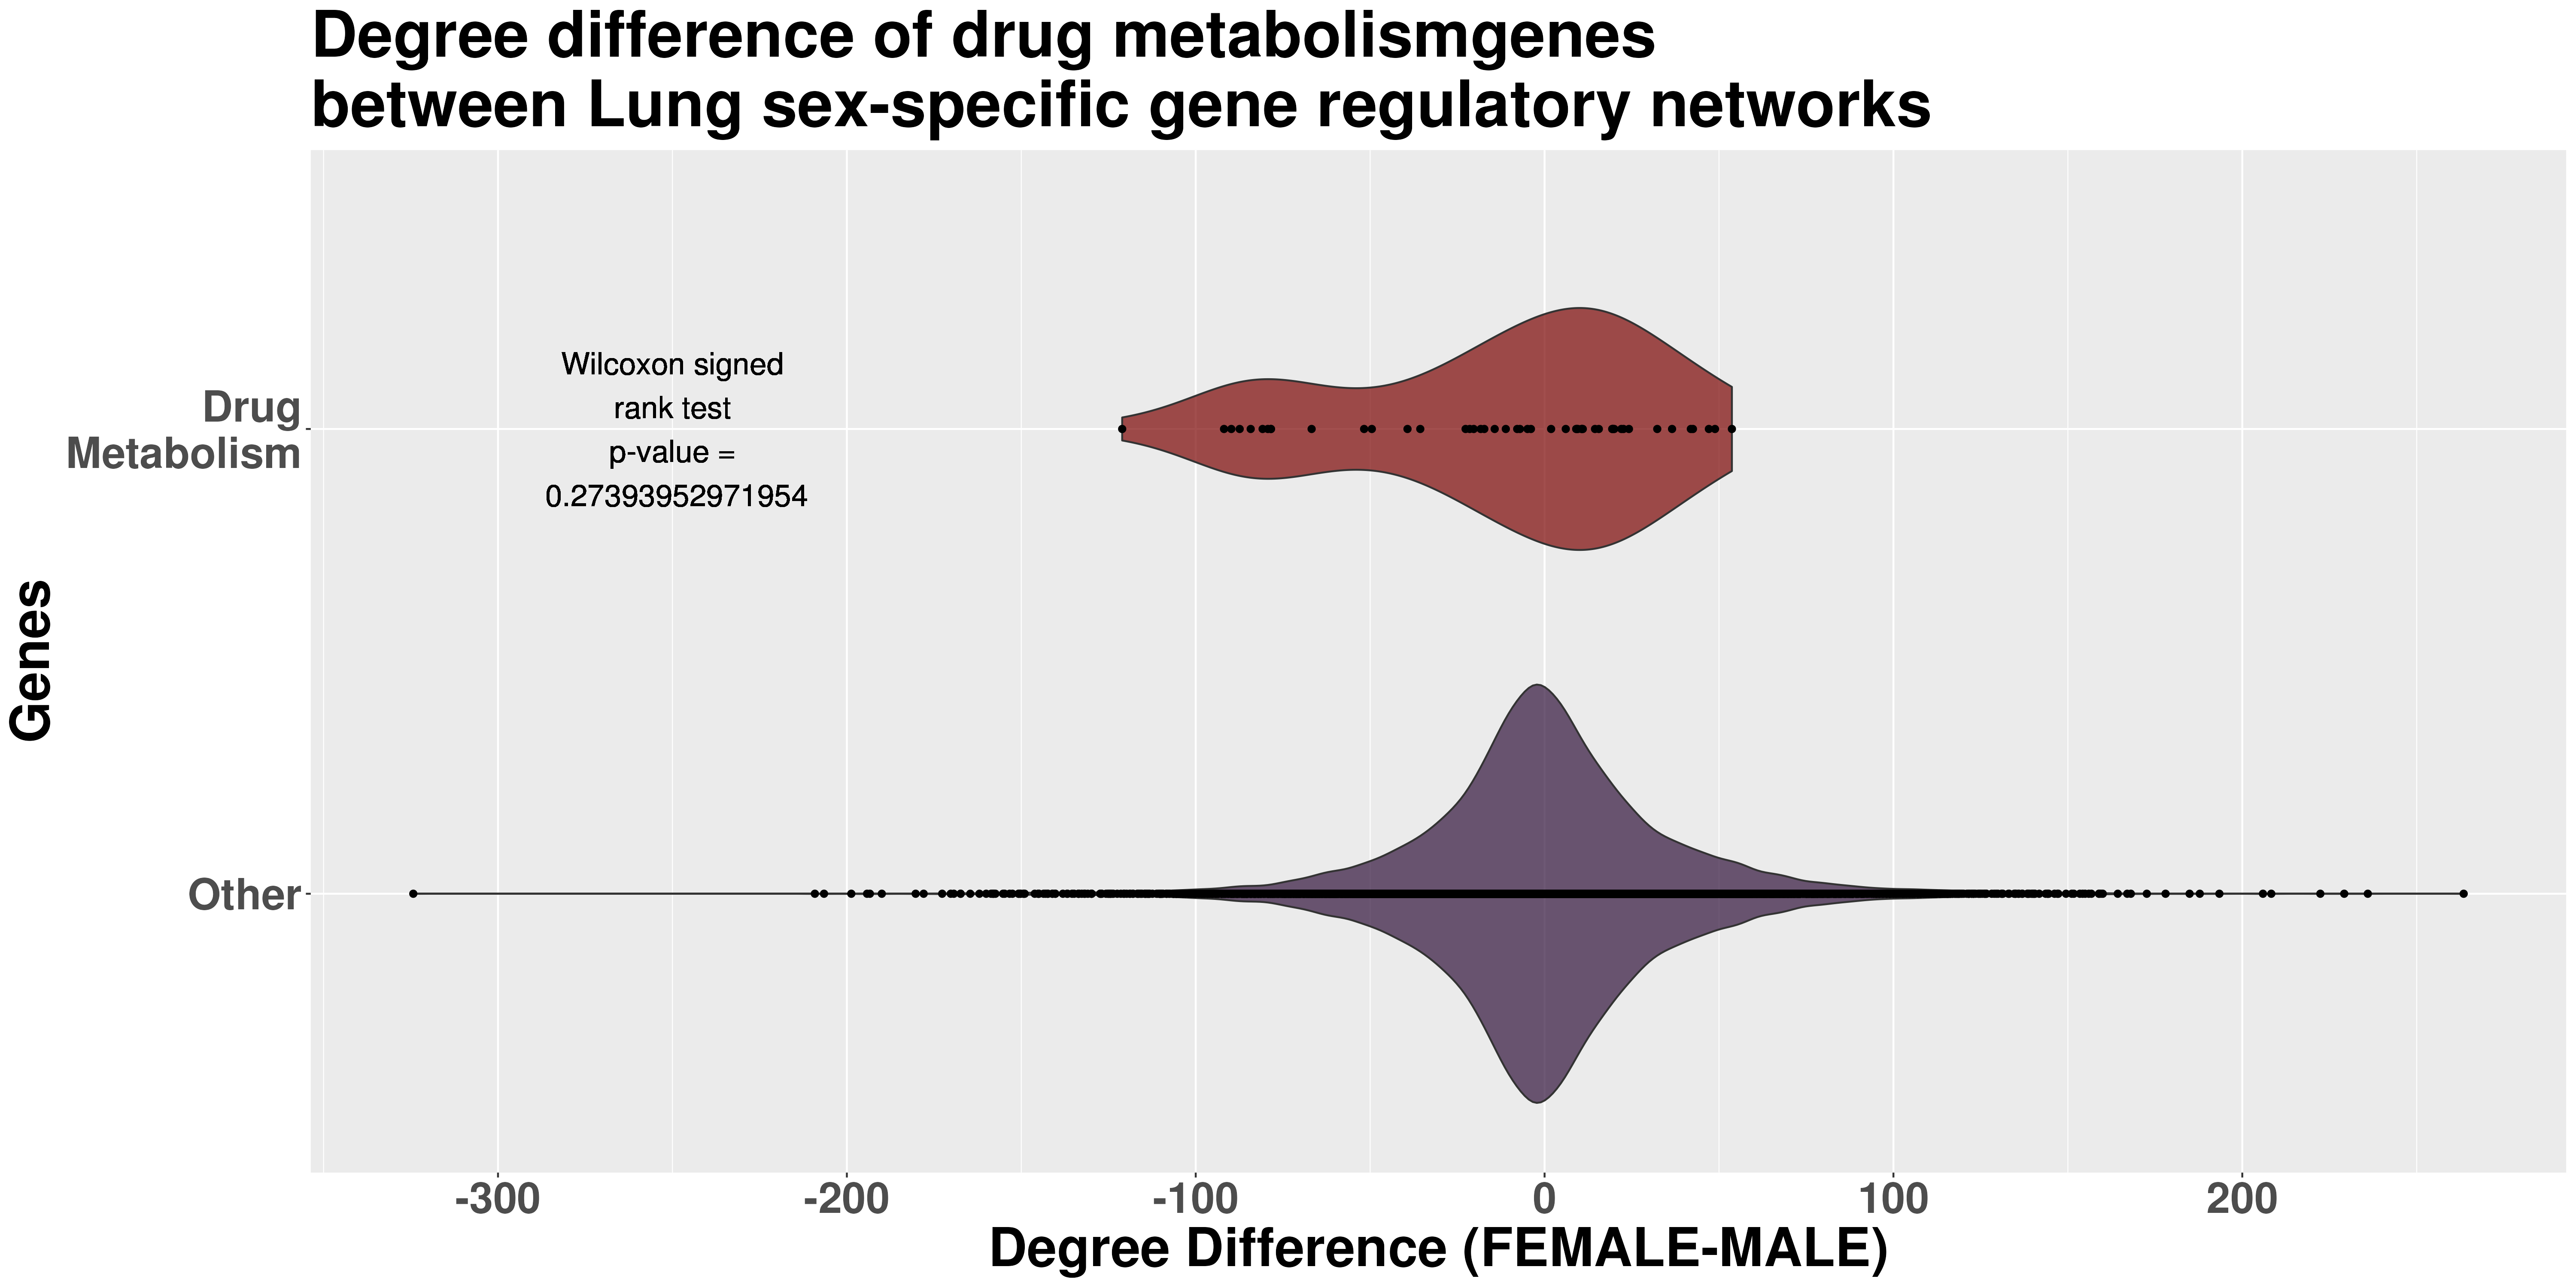 Degree difference of drug metabolismgenes
between Lung sex-specific gene regulatory networks
Wilcoxon signed
rank test
p-value =
0.27393952971954
Drug
Metabolism
Other
Genes
-300
-200
-100
0
100
200
Degree Difference (FEMALE-MALE)